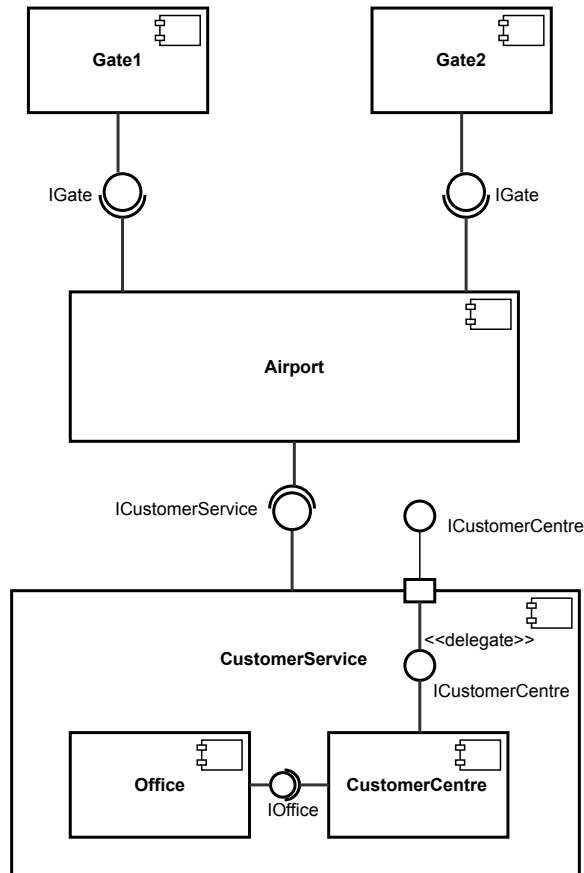 Gate1
Gate2
IGate
IGate
Airport
ICustomerService
ICustomerCentre
<<delegate>>
CustomerService
ICustomerCentre
Office
CustomerCentre
IOffice